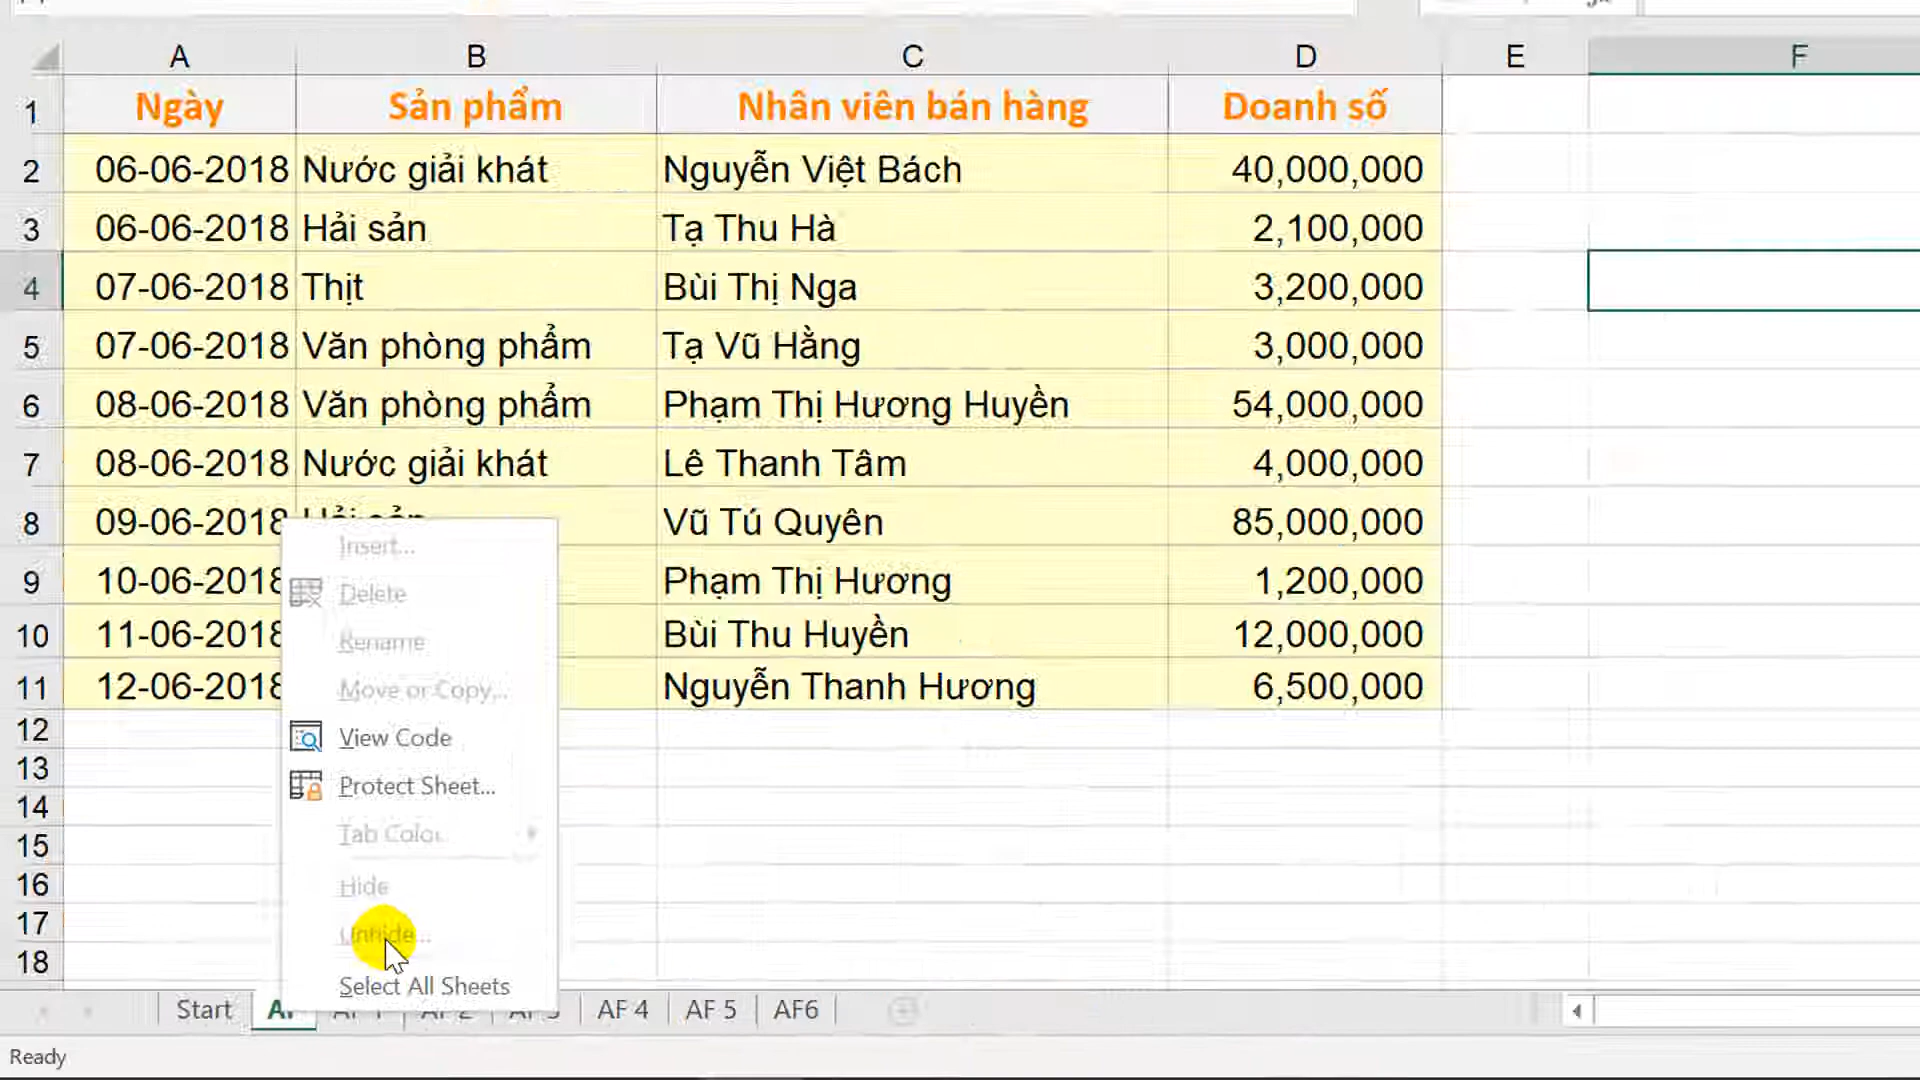 A B C D E F
1 Ngày Sản phẩm Nhân viên bán hàng Doanh số
2 06-06-2018 Nước giải khát Nguyễn Việt Bách 40,000,000
3 06-06-2018 Hải sản Tạ Thu Hà 2,100,000
4 07-06-2018 Thịt Bùi Thị Nga 3,200,000
5 07-06-2018 Văn phòng phẩm Tạ Vũ Hằng 3,000,000
6 08-06-2018 Văn phòng phẩm Phạm Thị Hương Huyền 54,000,000
7 08-06-2018 Nước giải khát Lê Thanh Tâm 4,000,000
8 09-06-2018 Hải sản Vũ Tú Quyên 85,000,000
Insert...
9 10-06-2018 Phạm Thị Hương 1,200,000
Delete
10 11-06-2018 Bùi Thu Huyền 12,000,000
Rename
11 12-06-2018 Nguyễn Thanh Hương 6,500,000
Move or Copy...
12
View Code
13
Protect Sheet...
14
Tab Colou
15
16
Hide
17
Unhide...
18
Select All Sheets
Start AF 1 AF 2 AF 3 AF 4 AF 5 AF6
Ready